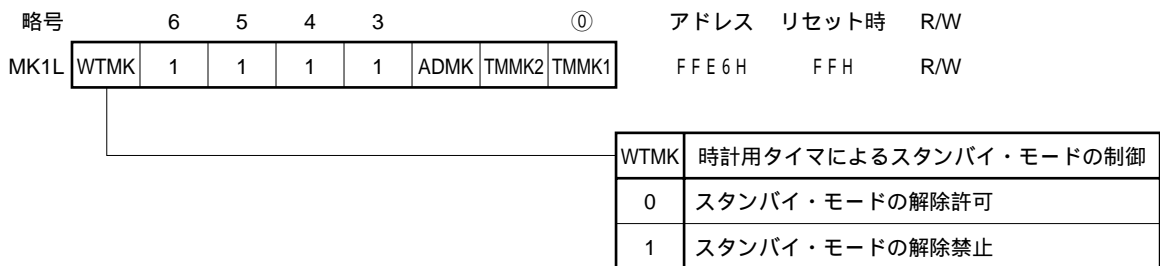 略号 6 5 4 3 ⓪ アドレス リセット時 R/W
MK1L WTMK 1 1 1 1 ADMK TMMK2 TMMK1 FFE6H FFH R/W
WTMK 時計用タイマによるスタンバイ・モードの制御
0 スタンバイ・モードの解除許可
1 スタンバイ・モードの解除禁止